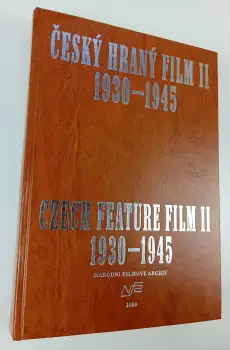 ČESKÝ HRANÝ FILM II
1930–1945
CZECH FEATURE FILM II
1930–1945
NÁRODNÍ FILMOVÝ ARCHIV